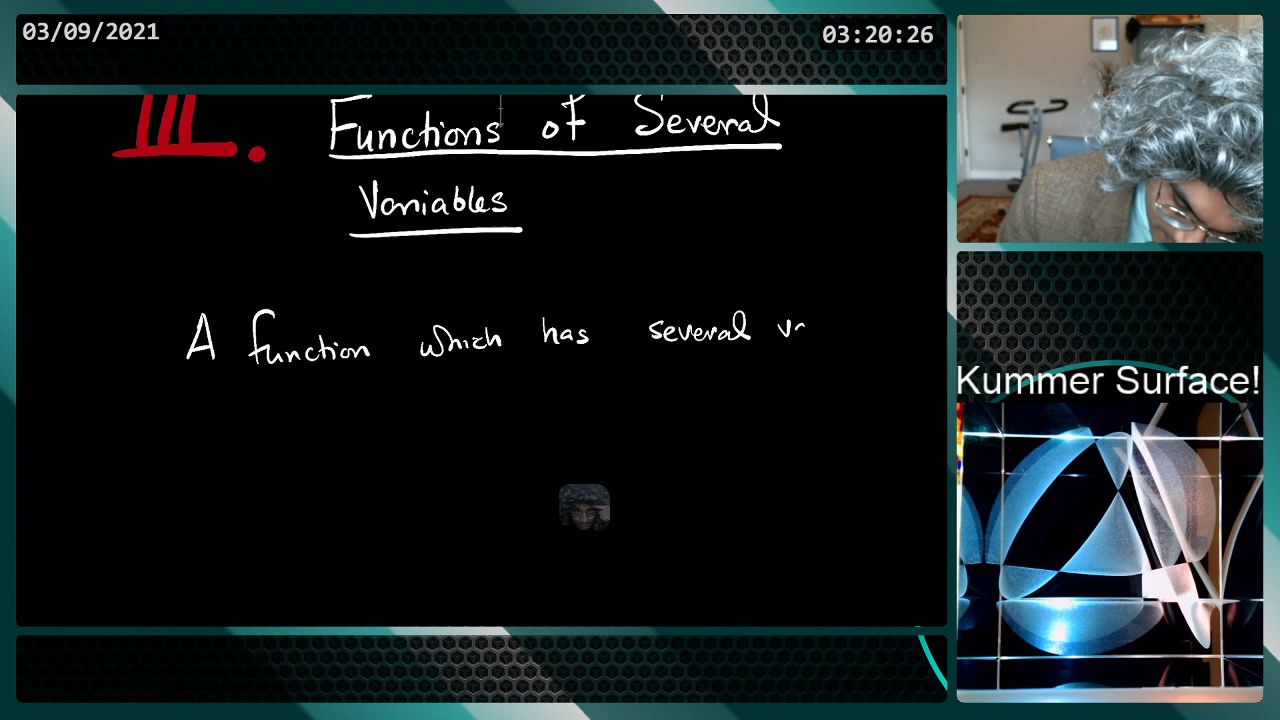 03/09/2021
03:20:26
III.
Functions of Several
Variables
A function which has several
Kummer Surface!